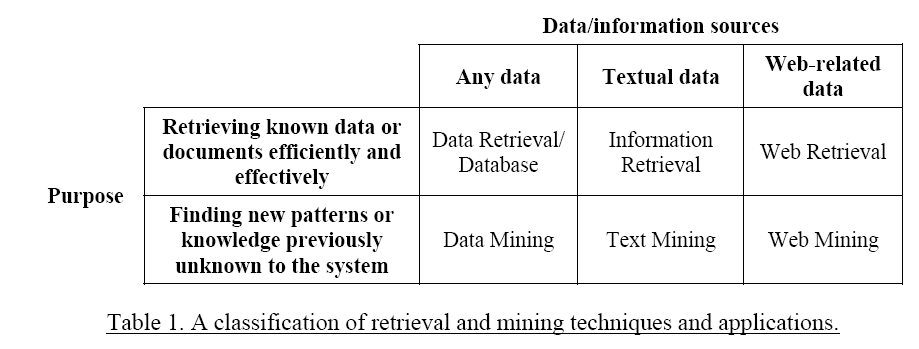 Data/information sources
Any data
Textual data
Web-related
data
Purpose
Retrieving known data or
documents efficiently and
effectively
Data Retrieval/
Database
Information
Retrieval
Web Retrieval
Finding new patterns or
knowledge previously
unknown to the system
Data Mining
Text Mining
Web Mining
Table 1. A classification of retrieval and mining techniques and applications.